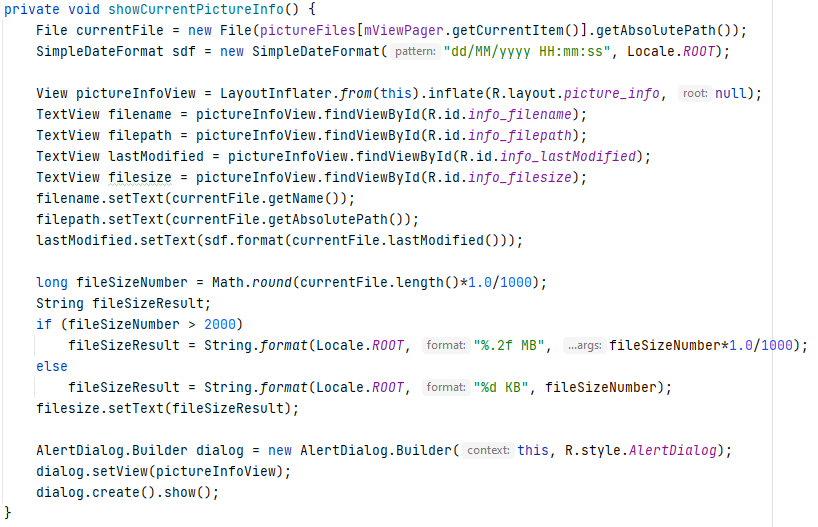 private void showCurrentPictureInfo() {
    File currentFile = new File(pictureFiles[mViewPager.getCurrentItem()].getAbsolutePath());
    SimpleDateFormat sdf = new SimpleDateFormat( pattern: "dd/MM/yyyy HH:mm:ss", Locale.ROOT);

    View pictureInfoView = LayoutInflater.from(this).inflate(R.layout.picture_info, root: null);
    TextView filename = pictureInfoView.findViewById(R.id.info_filename);
    TextView filepath = pictureInfoView.findViewById(R.id.info_filepath);
    TextView lastModified = pictureInfoView.findViewById(R.id.info_lastModified);
    TextView filesize = pictureInfoView.findViewById(R.id.info_filesize);
    filename.setText(currentFile.getName());
    filepath.setText(currentFile.getAbsolutePath());
    lastModified.setText(sdf.format(currentFile.lastModified()));

    long fileSizeNumber = Math.round(currentFile.length()*1.0/1000);
    String fileSizeResult;
    if (fileSizeNumber > 2000)
        fileSizeResult = String.format(Locale.ROOT, format: "%.2f MB", ...args: fileSizeNumber*1.0/1000);
    else
        fileSizeResult = String.format(Locale.ROOT, format: "%d KB", fileSizeNumber);
    filesize.setText(fileSizeResult);

    AlertDialog.Builder dialog = new AlertDialog.Builder( context: this, R.style.AlertDialog);
    dialog.setView(pictureInfoView);
    dialog.create().show();
}